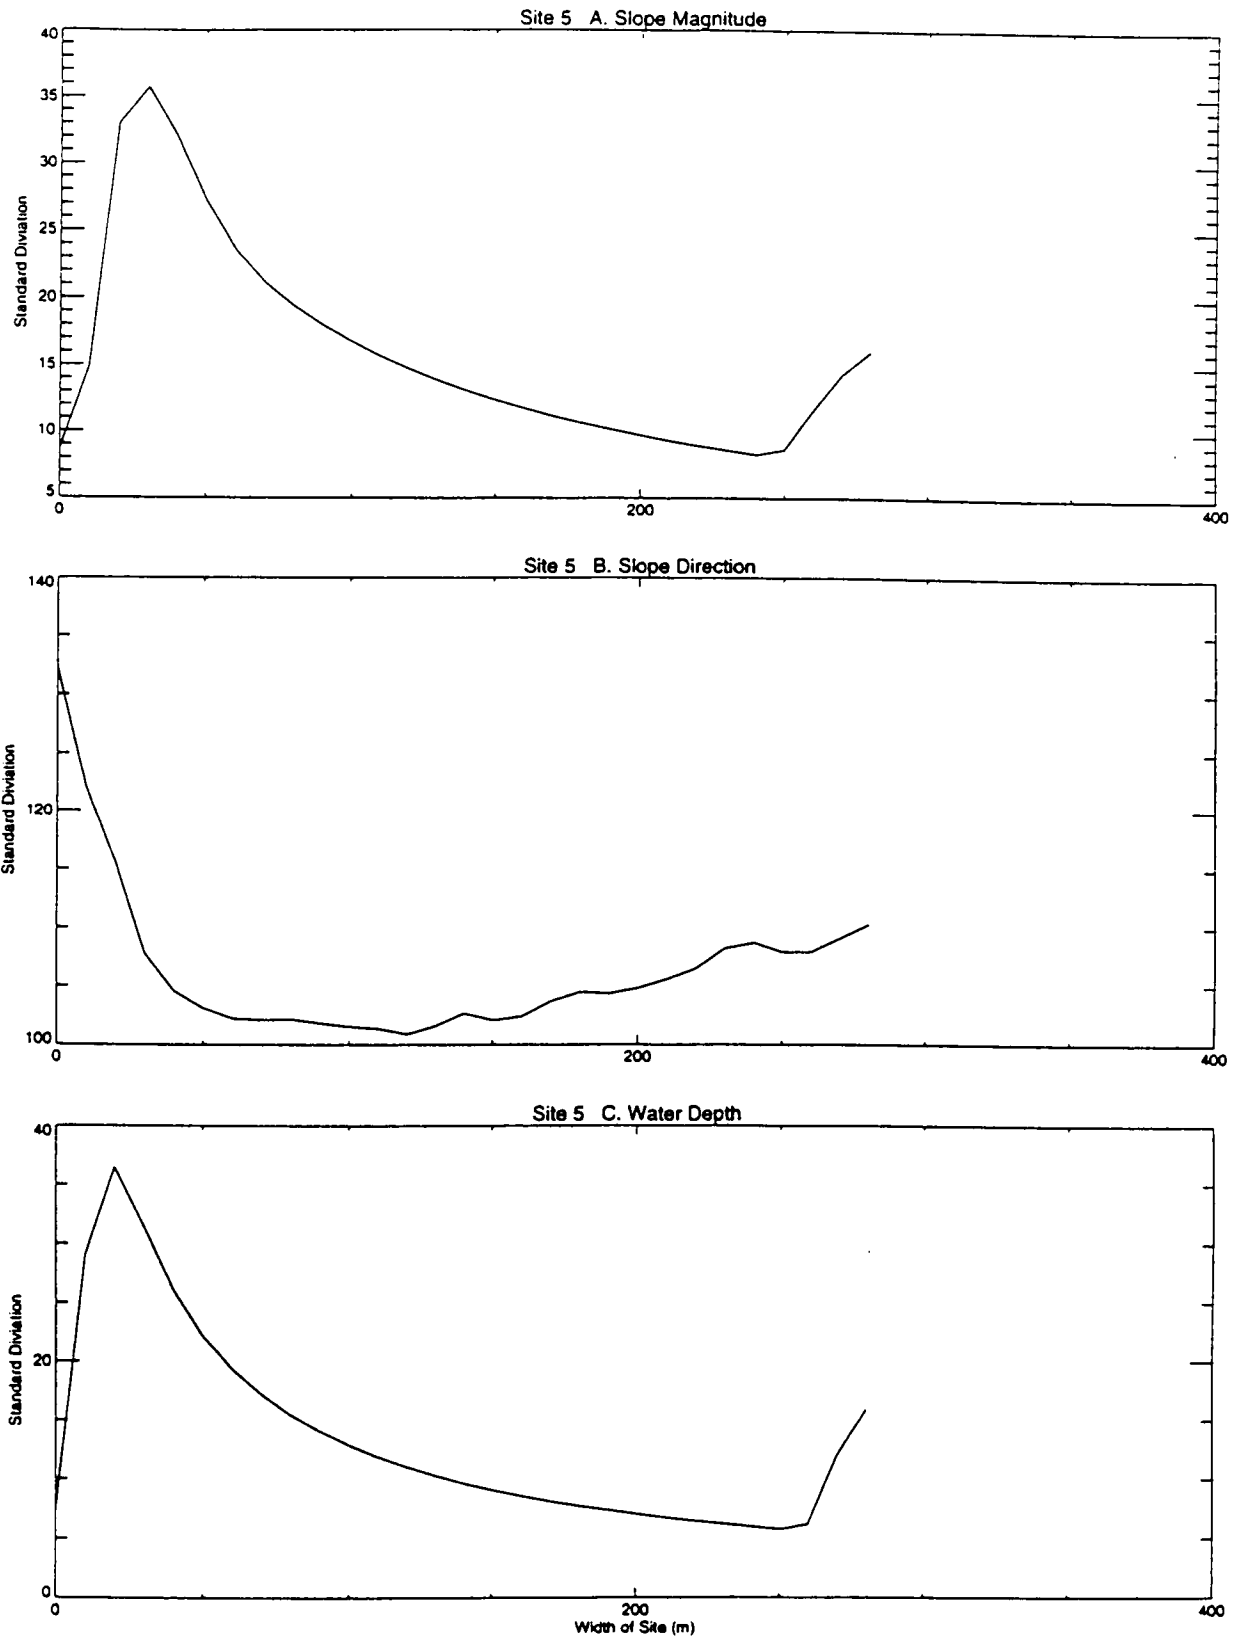 Site 5 A. Slope Magnitude
40
35
30
25
20
15
10
5
Standard Diviation
0 200 400
Site 5 B. Slope Direction
140
120
100
Standard Diviation
0 200 400
Site 5 C. Water Depth
40
20
0
Standard Diviation
0 200 400
Width of Site (m)